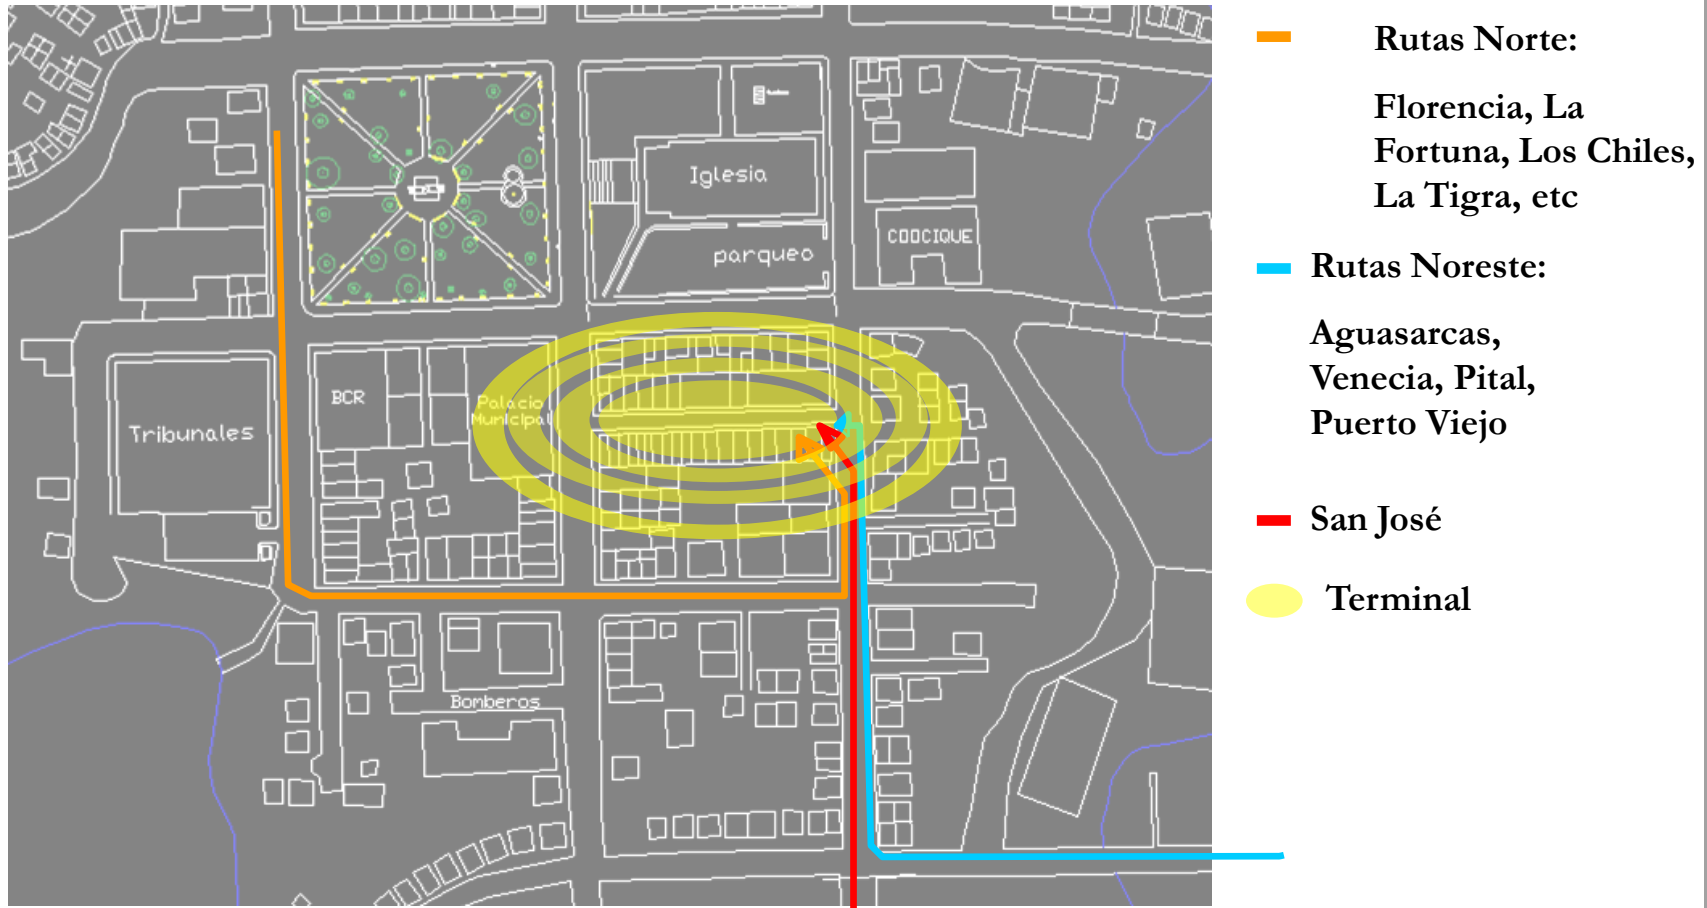 Rutas Norte:
Florencia, La
Fortuna, Los Chiles,
La Tigra, etc
Rutas Noreste:
Aguasarcas,
Venecia, Pital,
Puerto Viejo
San José
Terminal
Iglesia
parqueo
COOCIQUE
BCR
Palacio
Municipal
Tribunales
Bomberos